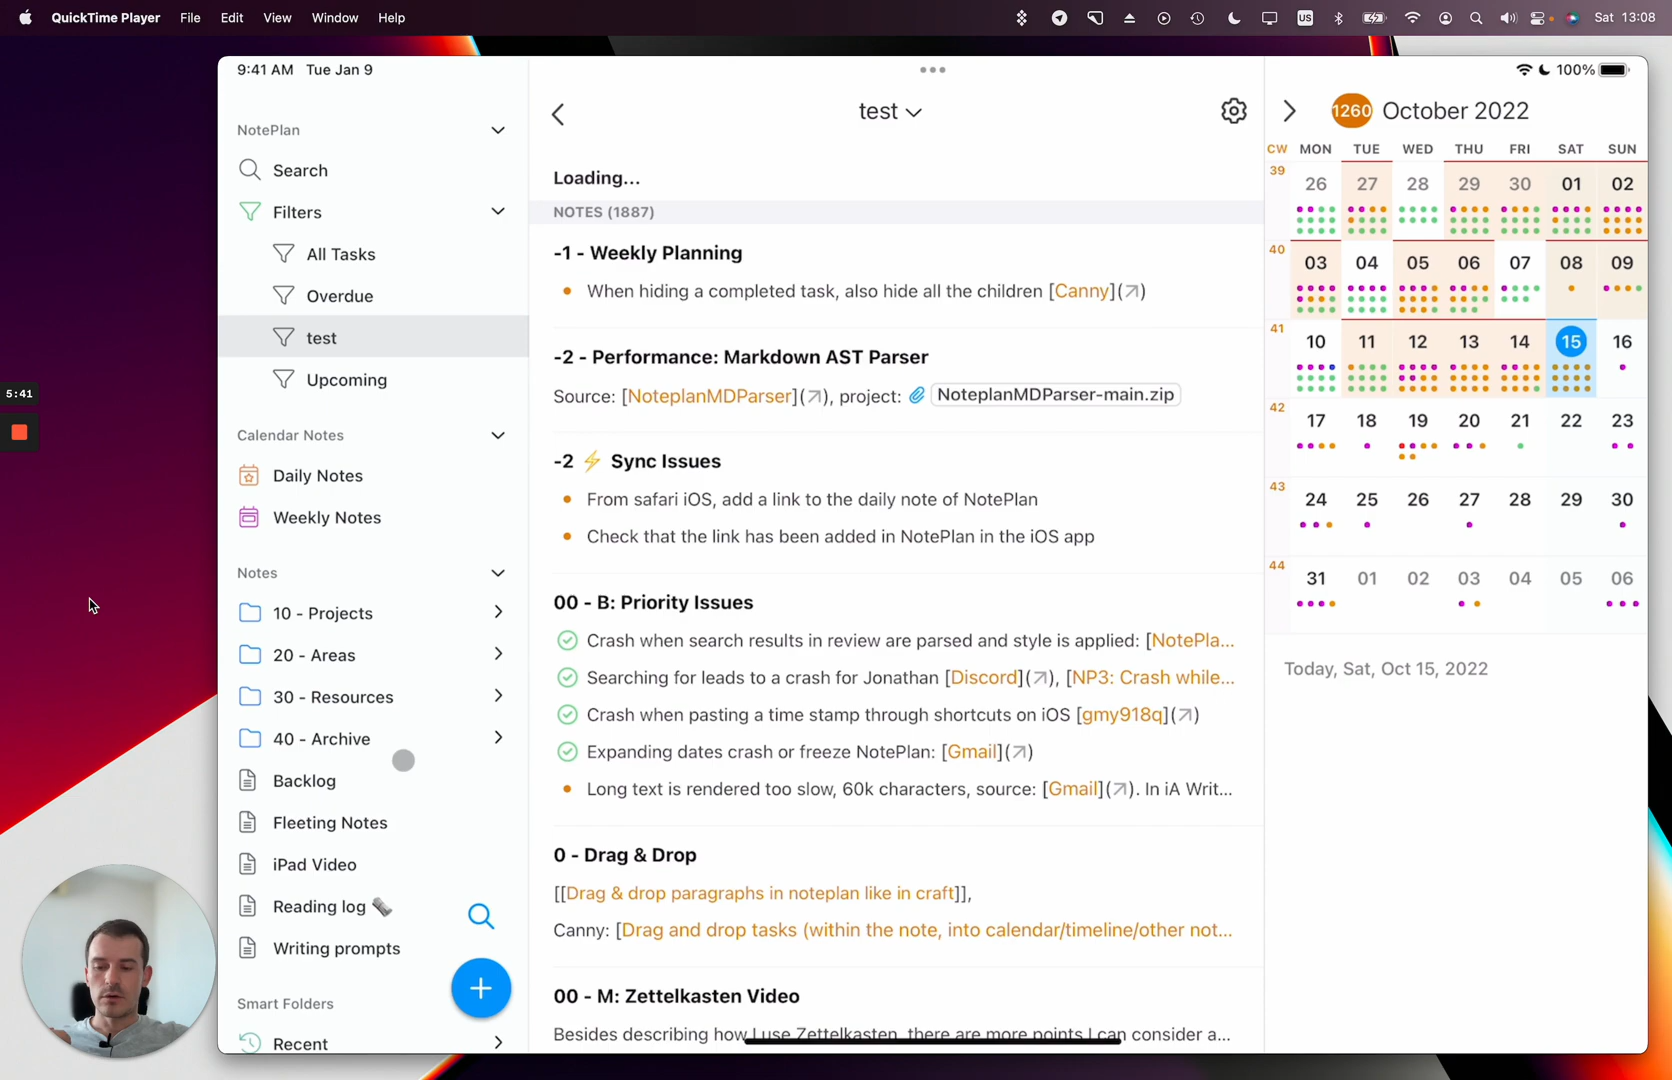 QuickTime Player File Edit View Window Help
US
Sat 13:08
9:41 AM Tue Jan 9
100%
5:41
NotePlan
Search
Filters
All Tasks
Overdue
test
Upcoming
Calendar Notes
Daily Notes
Weekly Notes
Notes
10 - Projects
20 - Areas
30 - Resources
40 - Archive
Backlog
Fleeting Notes
iPad Video
Reading log
Writing prompts
Smart Folders
Recent
test
Loading...
NOTES (1887)
-1 - Weekly Planning
When hiding a completed task, also hide all the children [Canny](↗)
-2 - Performance: Markdown AST Parser
Source: [NoteplanMDParser](↗), project: NoteplanMDParser-main.zip
-2 ⚡ Sync Issues
From safari iOS, add a link to the daily note of NotePlan
Check that the link has been added in NotePlan in the iOS app
00 - B: Priority Issues
Crash when search results in review are parsed and style is applied: [NotePla...
Searching for leads to a crash for Jonathan [Discord](↗), [NP3: Crash while...
Crash when pasting a time stamp through shortcuts on iOS [gmy918q](↗)
Expanding dates crash or freeze NotePlan: [Gmail](↗)
Long text is rendered too slow, 60k characters, source: [Gmail](↗). In iA Writ...
0 - Drag & Drop
[[Drag & drop paragraphs in noteplan like in craft]],
Canny: [Drag and drop tasks (within the note, into calendar/timeline/other not...
00 - M: Zettelkasten Video
Besides describing how I use Zettelkasten, there are more points I can consider a...
1260 October 2022
CW MON TUE WED THU FRI SAT SUN
39 26 27 28 29 30 01 02
40 03 04 05 06 07 08 09
41 10 11 12 13 14 15 16
42 17 18 19 20 21 22 23
43 24 25 26 27 28 29 30
44 31 01 02 03 04 05 06
Today, Sat, Oct 15, 2022